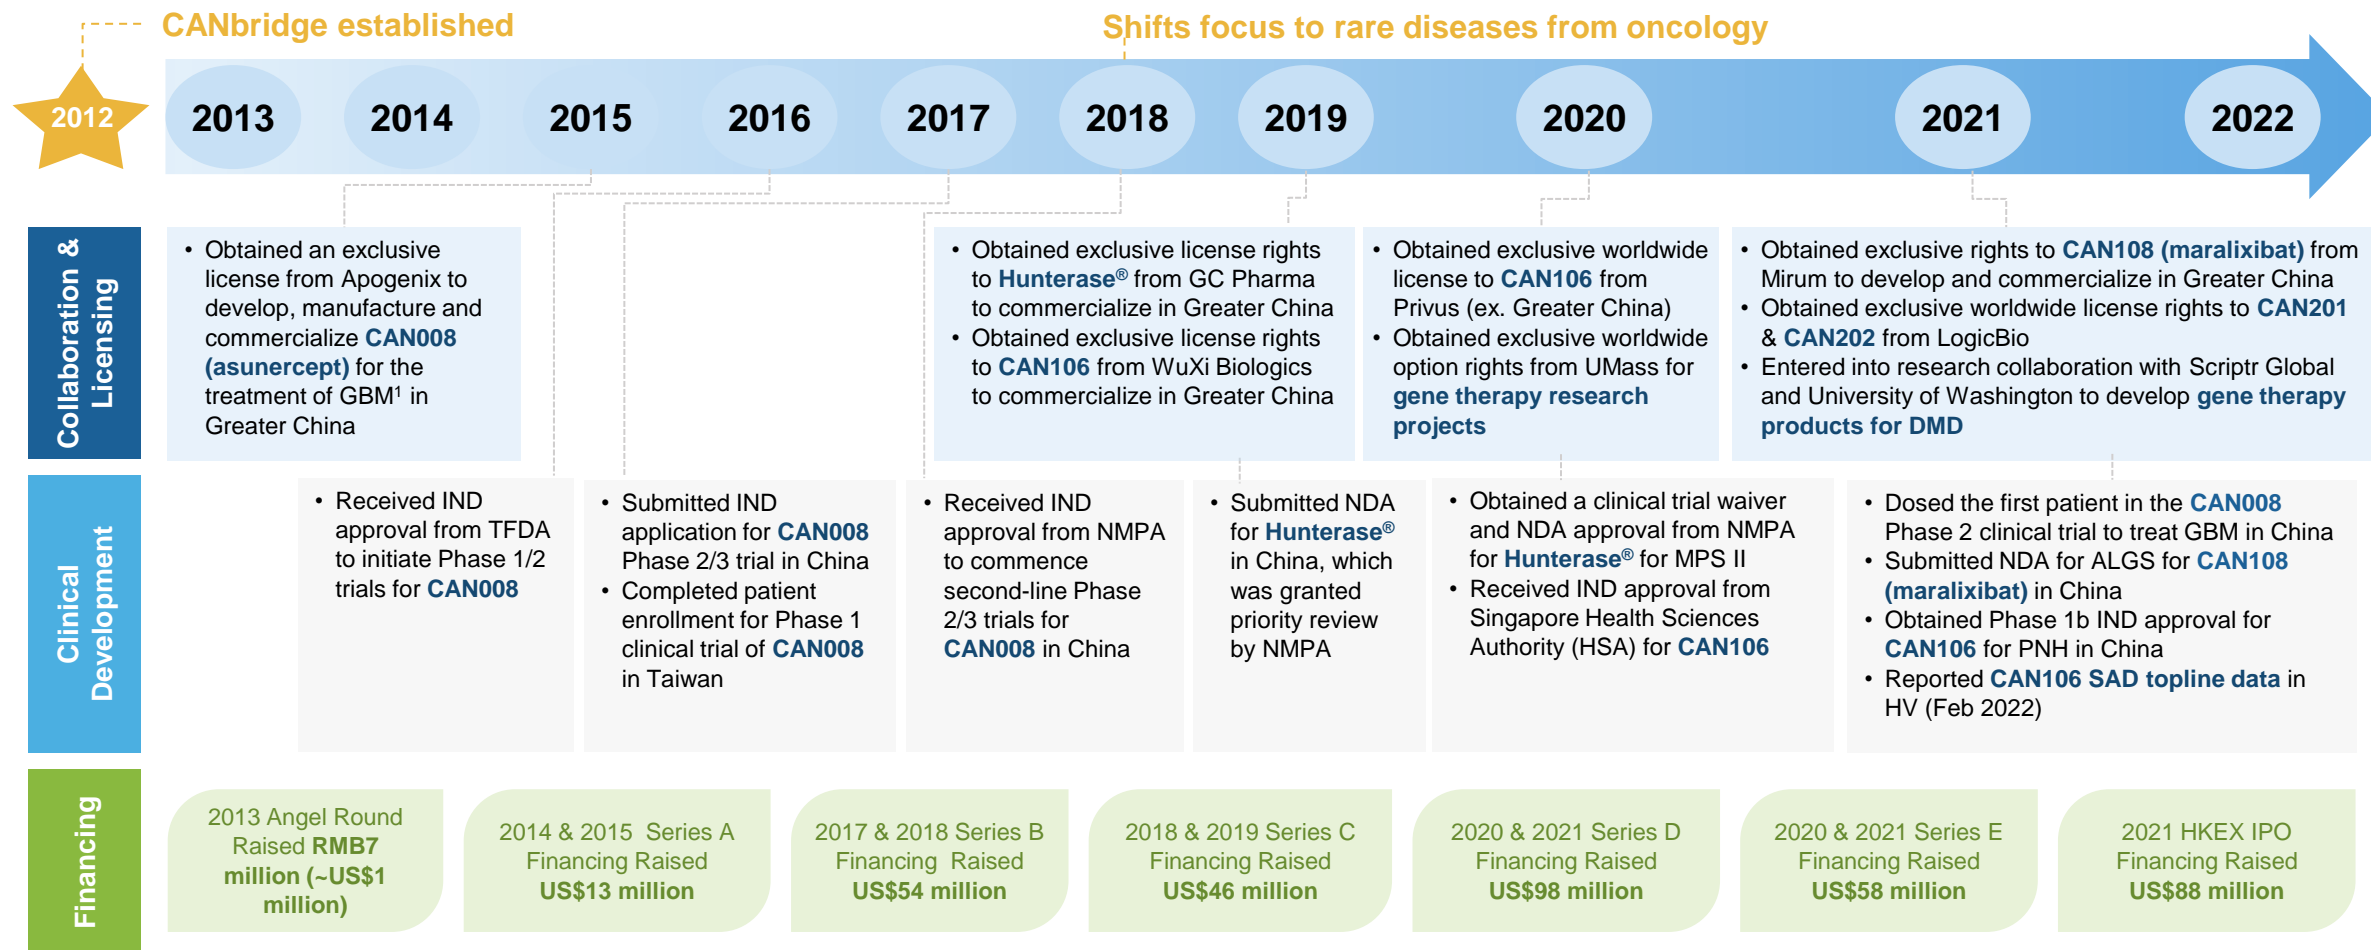 CANbridge established
Shifts focus to rare diseases from oncology
2012
2013
2014
2015
2016
2017
2018
2019
2020
2021
2022
Collaboration &
Licensing
• Obtained an exclusive
license from Apogenix to
develop, manufacture and
commercialize CAN008
(asunercept) for the
treatment of GBM¹ in
Greater China
• Obtained exclusive license rights
to Hunterase® from GC Pharma
to commercialize in Greater China
• Obtained exclusive license rights
to CAN106 from WuXi Biologics
to commercialize in Greater China
• Obtained exclusive worldwide
license to CAN106 from
Privus (ex. Greater China)
• Obtained exclusive worldwide
option rights from UMass for
gene therapy research
projects
• Obtained exclusive rights to CAN108 (maralixibat) from
Mirum to develop and commercialize in Greater China
• Obtained exclusive worldwide license rights to CAN201
& CAN202 from LogicBio
• Entered into research collaboration with Scriptr Global
and University of Washington to develop gene therapy
products for DMD
Clinical
Development
• Received IND
approval from TFDA
to initiate Phase 1/2
trials for CAN008
• Submitted IND
application for CAN008
Phase 2/3 trial in China
• Completed patient
enrollment for Phase 1
clinical trial of CAN008
in Taiwan
• Received IND
approval from NMPA
to commence
second-line Phase
2/3 trials for
CAN008 in China
• Submitted NDA
for Hunterase®
in China, which
was granted
priority review
by NMPA
• Obtained a clinical trial waiver
and NDA approval from NMPA
for Hunterase® for MPS II
• Received IND approval from
Singapore Health Sciences
Authority (HSA) for CAN106
• Dosed the first patient in the CAN008
Phase 2 clinical trial to treat GBM in China
• Submitted NDA for ALGS for CAN108
(maralixibat) in China
• Obtained Phase 1b IND approval for
CAN106 for PNH in China
• Reported CAN106 SAD topline data in
HV (Feb 2022)
Financing
2013 Angel Round
Raised RMB7
million (~US$1
million)
2014 & 2015 Series A
Financing Raised
US$13 million
2017 & 2018 Series B
Financing Raised
US$54 million
2018 & 2019 Series C
Financing Raised
US$46 million
2020 & 2021 Series D
Financing Raised
US$98 million
2020 & 2021 Series E
Financing Raised
US$58 million
2021 HKEX IPO
Financing Raised
US$88 million